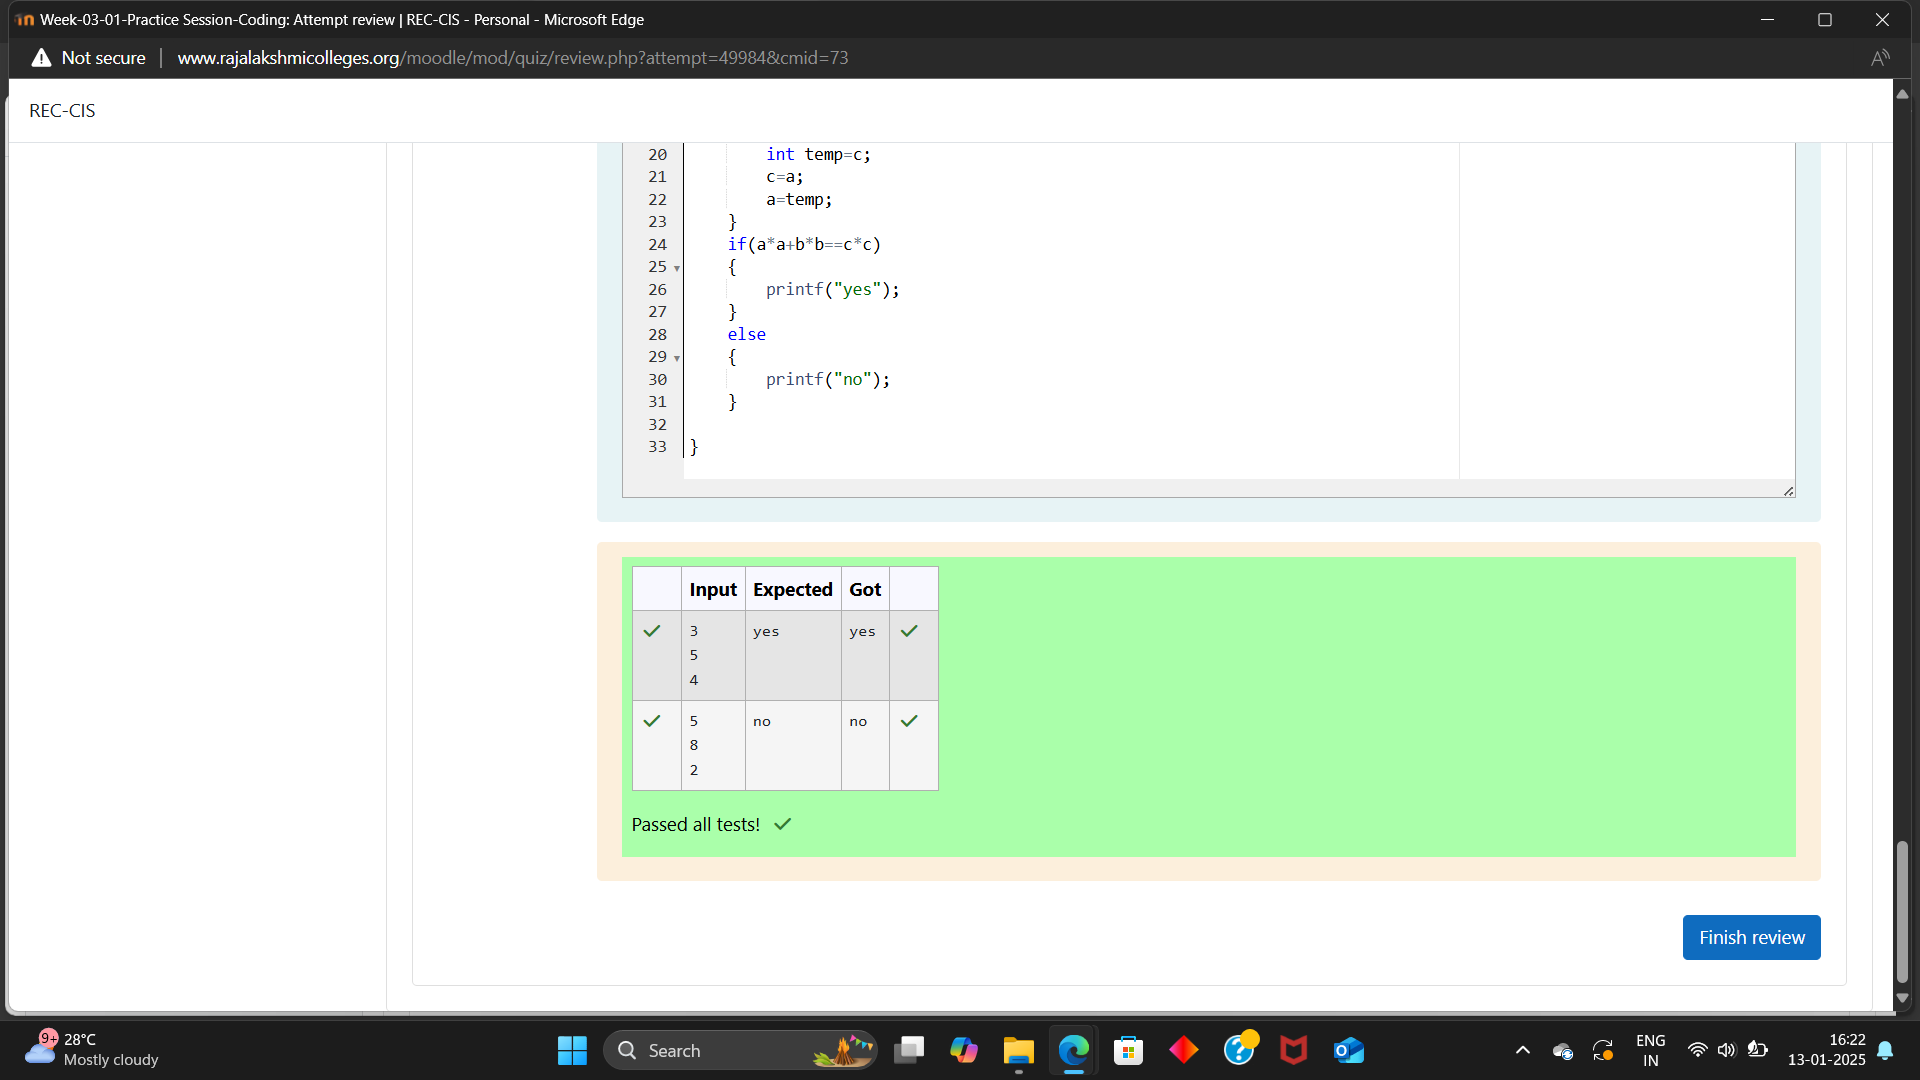 Week-03-01-Practice Session-Coding: Attempt review | REC-CIS - Personal - Microsoft Edge
Not secure | www.rajalakshmicolleges.org/moodle/mod/quiz/review.php?attempt=49984&cmid=73
REC-CIS
20 int temp=c;
21 c=a;
22 a=temp;
23 }
24 if(a*a+b*b==c*c)
25 {
26 printf("yes");
27 }
28 else
29 {
30 printf("no");
31 }
32
33 }
Input Expected Got
3 yes yes
5
4
5 no no
8
2
Passed all tests!
Finish review
9+ 28°C
Mostly cloudy
Search
ENG
IN
16:22
13-01-2025